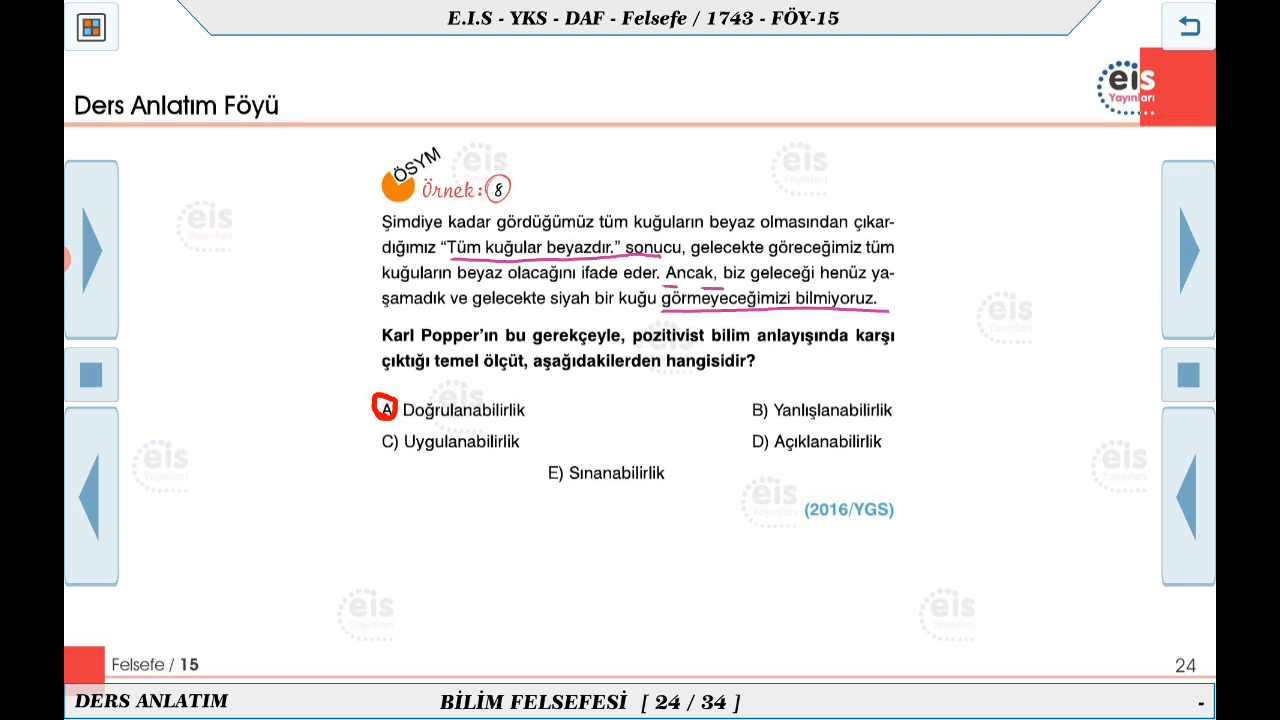 E.I.S - YKS - DAF - Felsefe / 1743 - FÖY-15
eis
Yayınları
Ders Anlatım Föyü
ÖSYM
Örnek: 8
Şimdiye kadar gördüğümüz tüm kuğuların beyaz olmasından çıkar-
dığımız “Tüm kuğular beyazdır.” sonucu, gelecekte göreceğimiz tüm
kuğuların beyaz olacağını ifade eder. Ancak, biz geleceği henüz ya-
şamadık ve gelecekte siyah bir kuğu görmeyeceğimizi bilmiyoruz.
Karl Popper’ın bu gerekçeyle, pozitivist bilim anlayışında karşı
çıktığı temel ölçüt, aşağıdakilerden hangisidir?
A) Doğrulanabilirlik B) Yanlışlanabilirlik
C) Uygulanabilirlik D) Açıklanabilirlik
E) Sınanabilirlik
(2016/YGS)
Felsefe / 15 24
DERS ANLATIM BİLİM FELSEFESİ [ 24 / 34 ] -